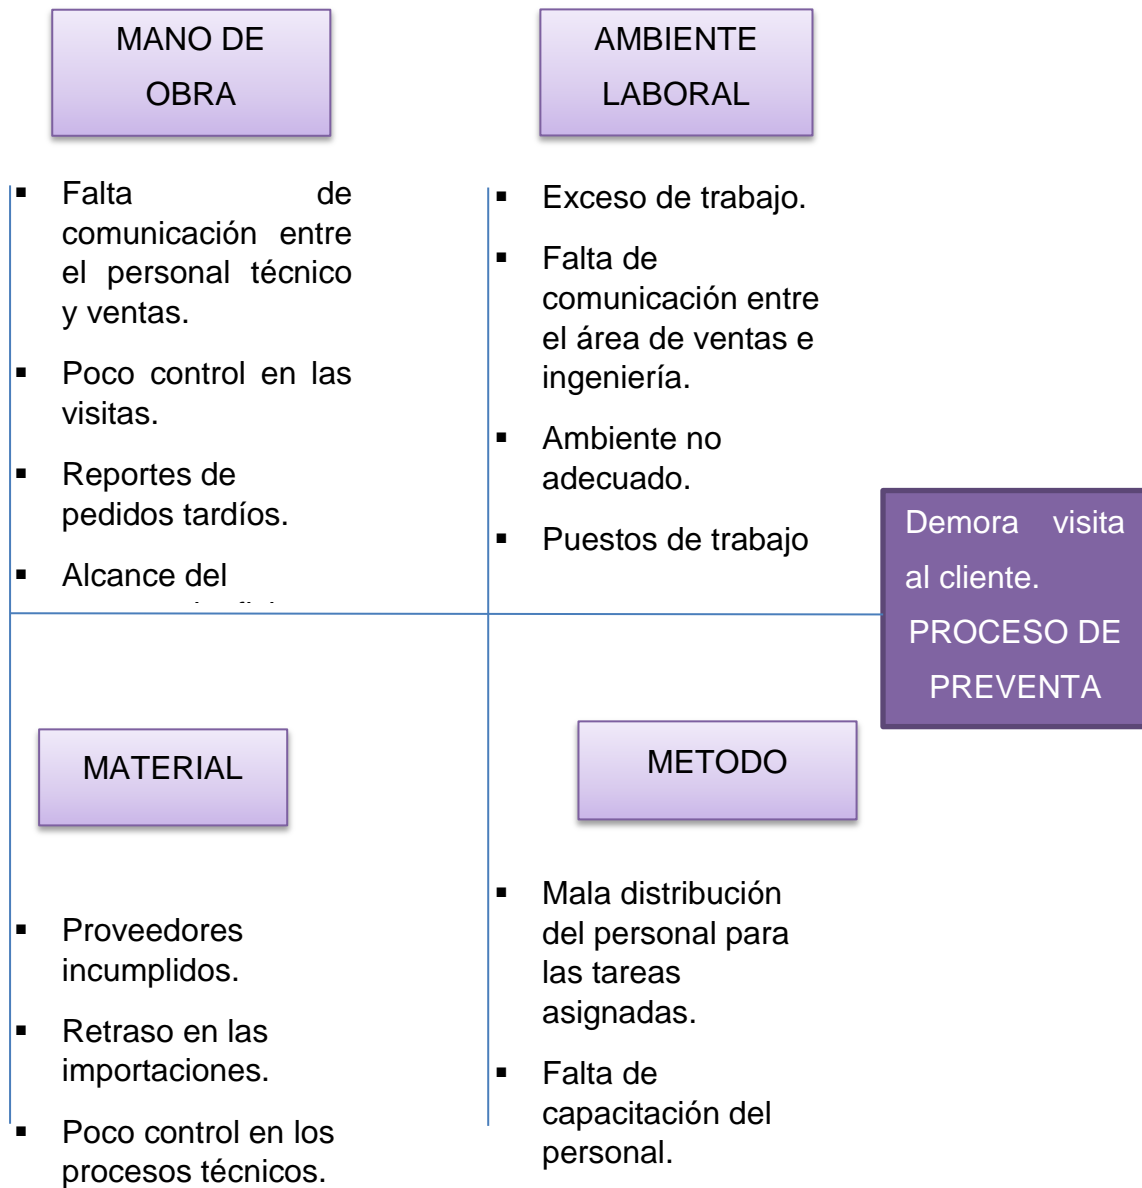 MANO DE
OBRA
▪ Falta de
comunicación entre
el personal técnico
y ventas.
▪ Poco control en las
visitas.
▪ Reportes de
pedidos tardíos.
▪ Alcance del
AMBIENTE
LABORAL
▪ Exceso de trabajo.
▪ Falta de
comunicación entre
el área de ventas e
ingeniería.
▪ Ambiente no
adecuado.
▪ Puestos de trabajo
Demora visita
al cliente.
PROCESO DE
PREVENTA
MATERIAL
▪ Proveedores
incumplidos.
▪ Retraso en las
importaciones.
▪ Poco control en los
procesos técnicos.
METODO
▪ Mala distribución
del personal para
las tareas
asignadas.
▪ Falta de
capacitación del
personal.